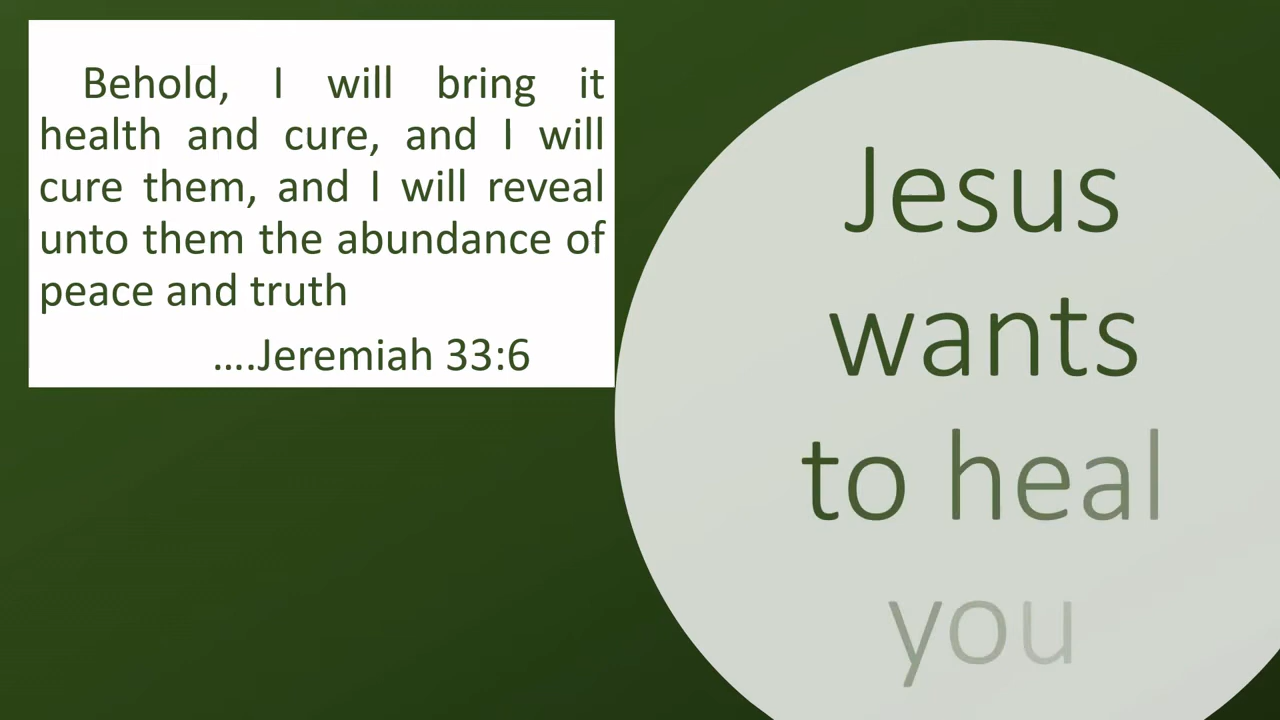 Behold, I will bring it
health and cure, and I will
cure them, and I will reveal
unto them the abundance of
peace and truth
....Jeremiah 33:6
Jesus
wants
to heal
you